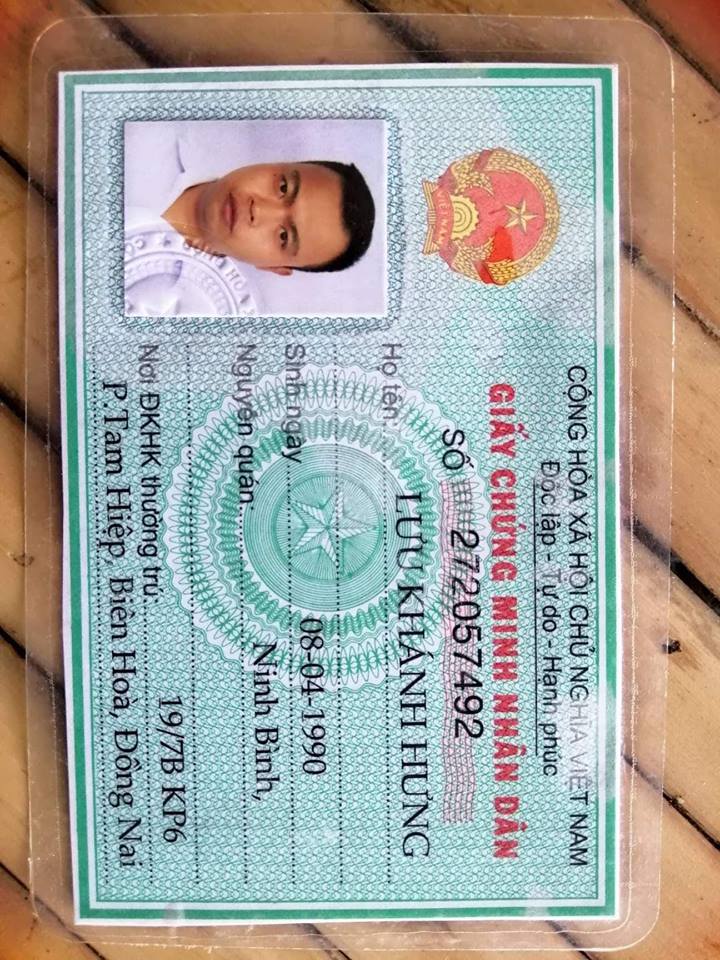 CỘNG HÒA XÃ HỘI CHỦ NGHĨA VIỆT NAM
Độc lập - Tự do - Hạnh phúc
GIẤY CHỨNG MINH NHÂN DÂN
SỐ 272057492
VIỆT NAM
Họ tên: LƯU KHÁNH HƯNG
Sinh ngày 08-04-1990
Nguyên quán: Ninh Bình,
Nơi ĐKHK thường trú: 19/7B KP6
P.Tam Hiệp, Biên Hoà, Đồng Nai